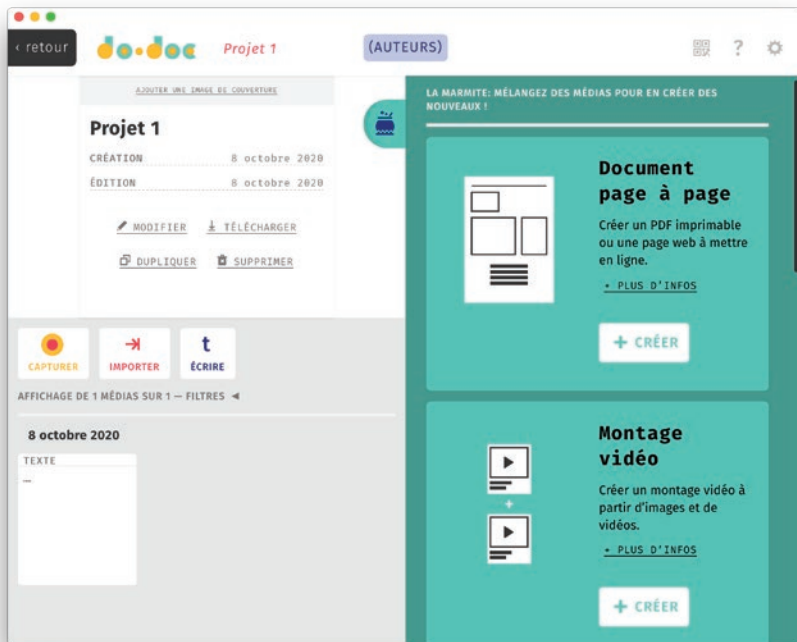 ‹ retour
do•doc
Projet 1
(AUTEURS)
?
AJOUTER UNE IMAGE DE COUVERTURE
Projet 1
CRÉATION 8 octobre 2020
ÉDITION 8 octobre 2020
MODIFIER TÉLÉCHARGER
DUPLIQUER SUPPRIMER
CAPTURER
IMPORTER
t
ÉCRIRE
AFFICHAGE DE 1 MÉDIAS SUR 1 — FILTRES ◀
8 octobre 2020
TEXTE
…
LA MARMITE: MÉLANGEZ DES MÉDIAS POUR EN CRÉER DES
NOUVEAUX !
Document
page à page
Créer un PDF imprimable
ou une page web à mettre
en ligne.
+ PLUS D'INFOS
+ CRÉER
Montage
vidéo
Créer un montage vidéo à
partir d'images et de
vidéos.
+ PLUS D'INFOS
+ CRÉER